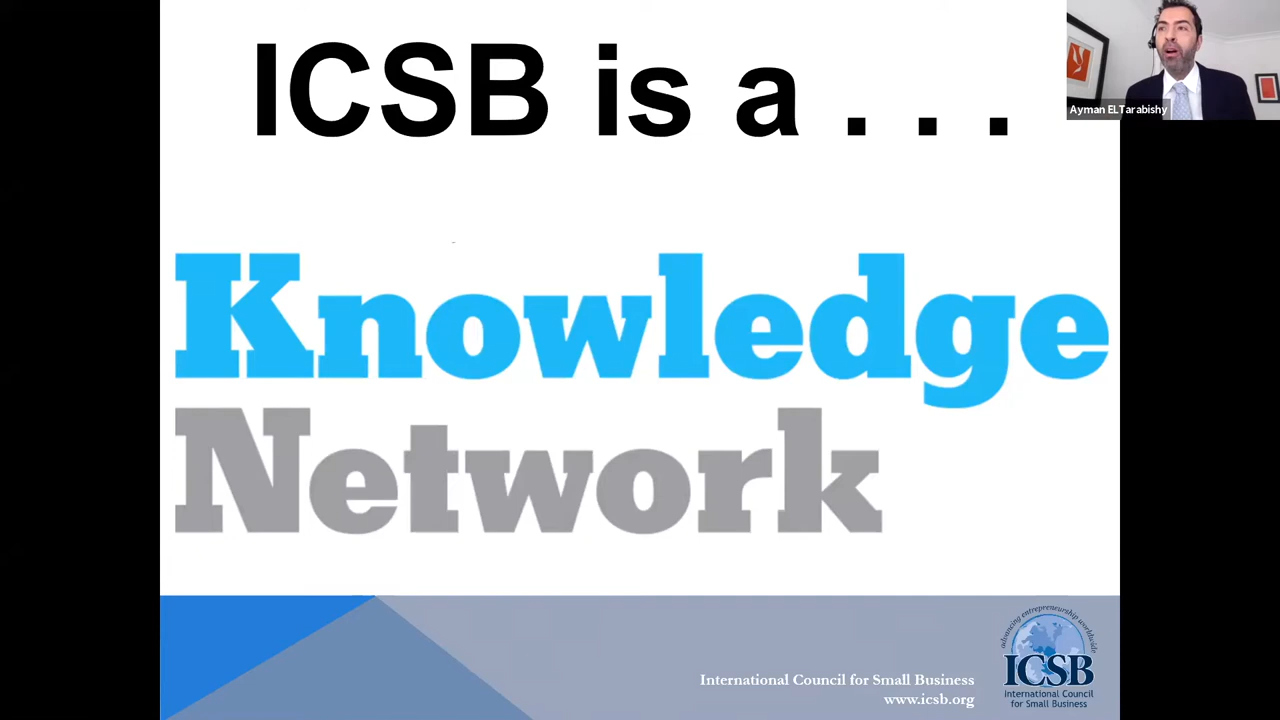 ICSB is a . . .
Ayman ELTarabishy
Knowledge
Network
International Council for Small Business
www.icsb.org
advancing entrepreneurship worldwide
ICSB
International Council
for Small Business